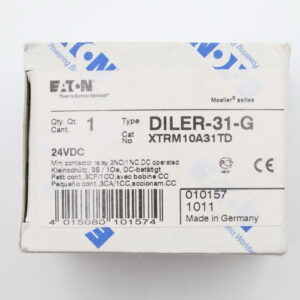 EATON
Powering Business Worldwide
Moeller® series
Qty. Qt.
Cant.
1
Type
DILER-31-G
Cat
No
XTRM10A31TD
24VDC
Mini contactor relay, 3NO/1NC, DC operated
Kleinschütz, 3S / 1Ö, DC-betätigt
Petit cont. 3CF/1CO, avec bobine CC
Pequeño cont. 3CA/1CC, accionam. CC
4 015080 101574
010157
1011
Made in Germany